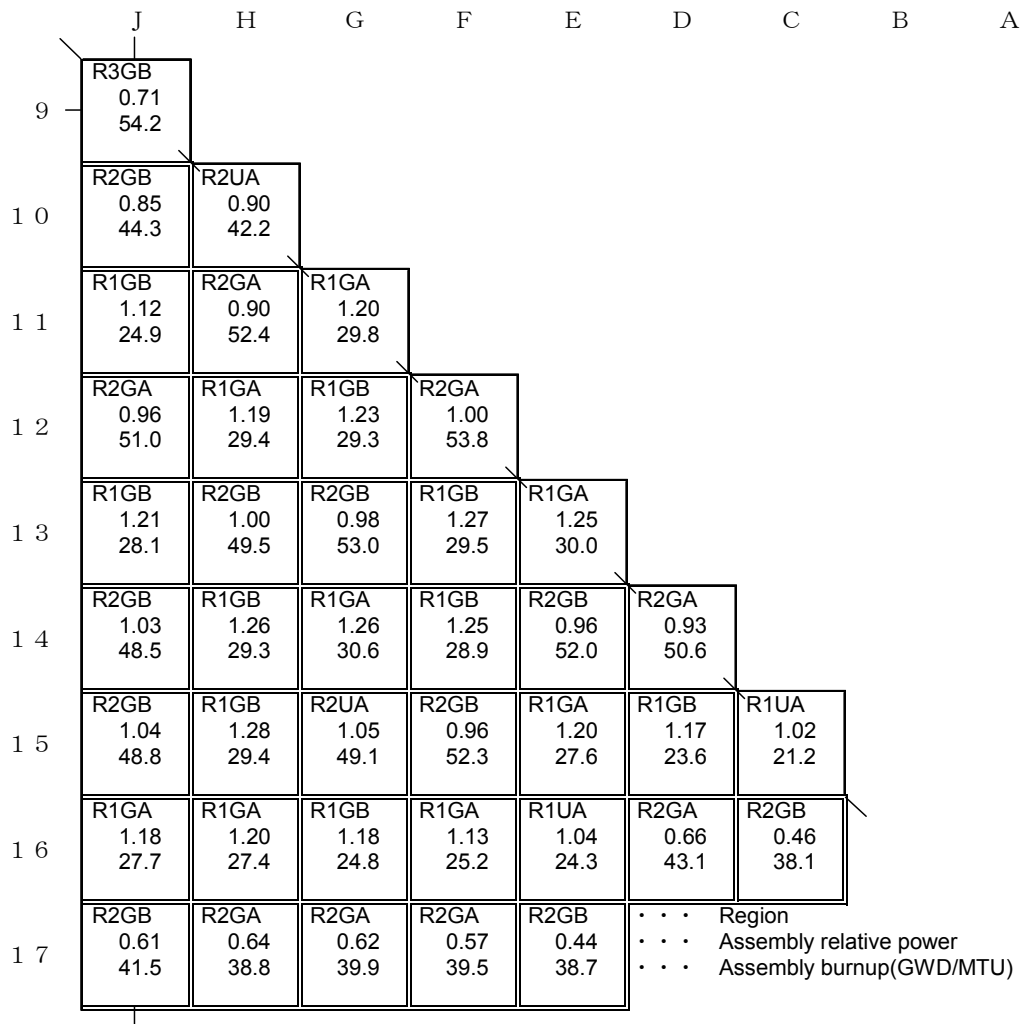 J H G F E D C B A
R3GB
9 0.71
54.2
R2GB R2UA
１０ 0.85 0.90
44.3 42.2
R1GB R2GA R1GA
１１ 1.12 0.90 1.20
24.9 52.4 29.8
R2GA R1GA R1GB R2GA
１２ 0.96 1.19 1.23 1.00
51.0 29.4 29.3 53.8
R1GB R2GB R2GB R1GB R1GA
１３ 1.21 1.00 0.98 1.27 1.25
28.1 49.5 53.0 29.5 30.0
R2GB R1GB R1GA R1GB R2GB R2GA
１４ 1.03 1.26 1.26 1.25 0.96 0.93
48.5 29.3 30.6 28.9 52.0 50.6
R2GB R1GB R2UA R2GB R1GA R1GB R1UA
１５ 1.04 1.28 1.05 0.96 1.20 1.17 1.02
48.8 29.4 49.1 52.3 27.6 23.6 21.2
R1GA R1GA R1GB R1GA R1UA R2GA R2GB
１６ 1.18 1.20 1.18 1.13 1.04 0.66 0.46
27.7 27.4 24.8 25.2 24.3 43.1 38.1
R2GB R2GA R2GA R2GA R2GB ・・・ Region
１７ 0.61 0.64 0.62 0.57 0.44 ・・・ Assembly relative power
41.5 38.8 39.9 39.5 38.7 ・・・ Assembly burnup(GWD/MTU)